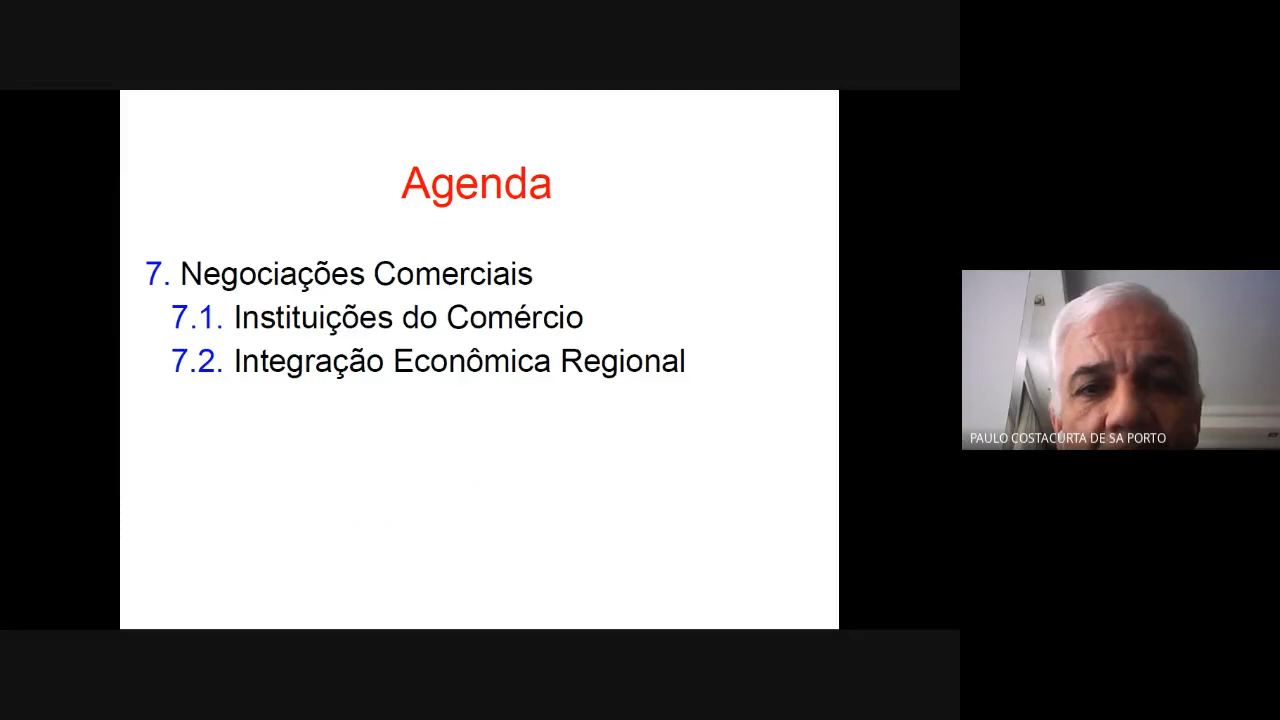 Agenda
7. Negociações Comerciais
7.1. Instituições do Comércio
7.2. Integração Econômica Regional
PAULO COSTACURTA DE SA PORTO